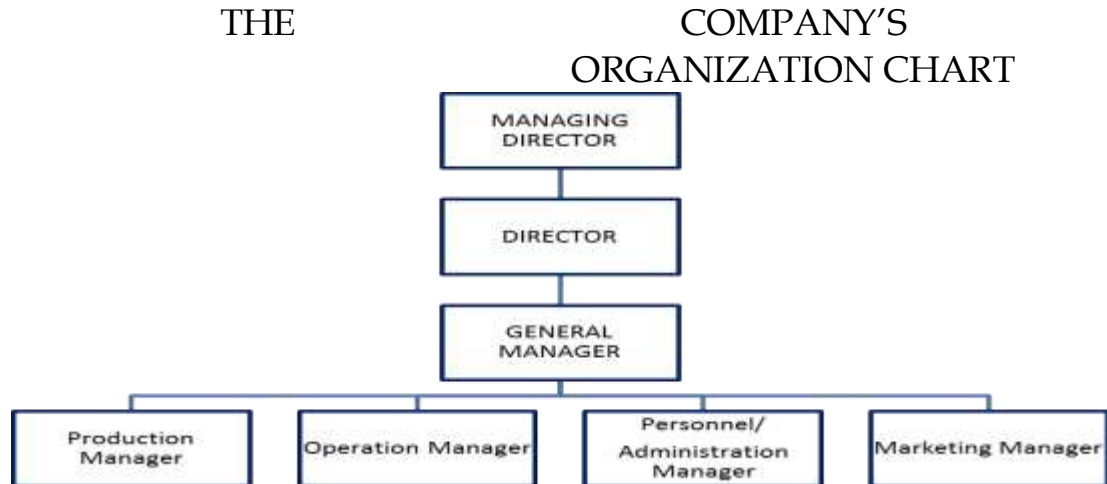 THE COMPANY’S
ORGANIZATION CHART
MANAGING
DIRECTOR
DIRECTOR
GENERAL
MANAGER
Production
Manager
Operation Manager
Personnel/
Administration
Manager
Marketing Manager